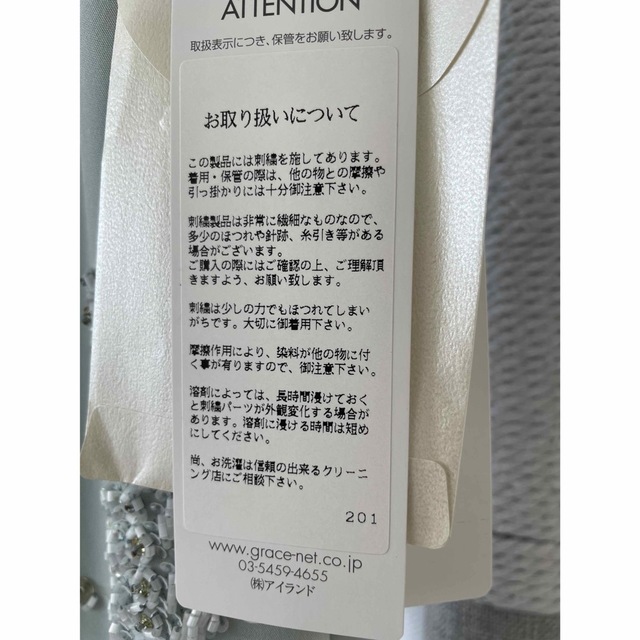 ATTENTION
取扱表示につき、保管をお願い致します。
お取り扱いについて
この製品には刺繍を施してあります。
着用・保管の際は、他の物との摩擦や
引っ掛かりには十分御注意下さい。
刺繍製品は非常に繊細なものなので、
多少のほつれや針跡、糸引き等がある
場合がございます。
ご購入の際にはご確認の上、ご理解頂
きますよう、お願い致します。
刺繍は少しの力でもほつれてしまい
がちです。大切に御着用下さい。
摩擦作用により、染料が他の物に付
く事が有りますので、御注意下さい。
溶剤によっては、長時間浸けておく
と刺繍パーツが外観変化する場合が
あります。溶剤に浸ける時間は短め
にしてください。
尚、お洗濯は信頼の出来るクリーニ
ング店にご相談下さい。
201
www.grace-net.co.jp
03-5459-4655
㈱アイランド